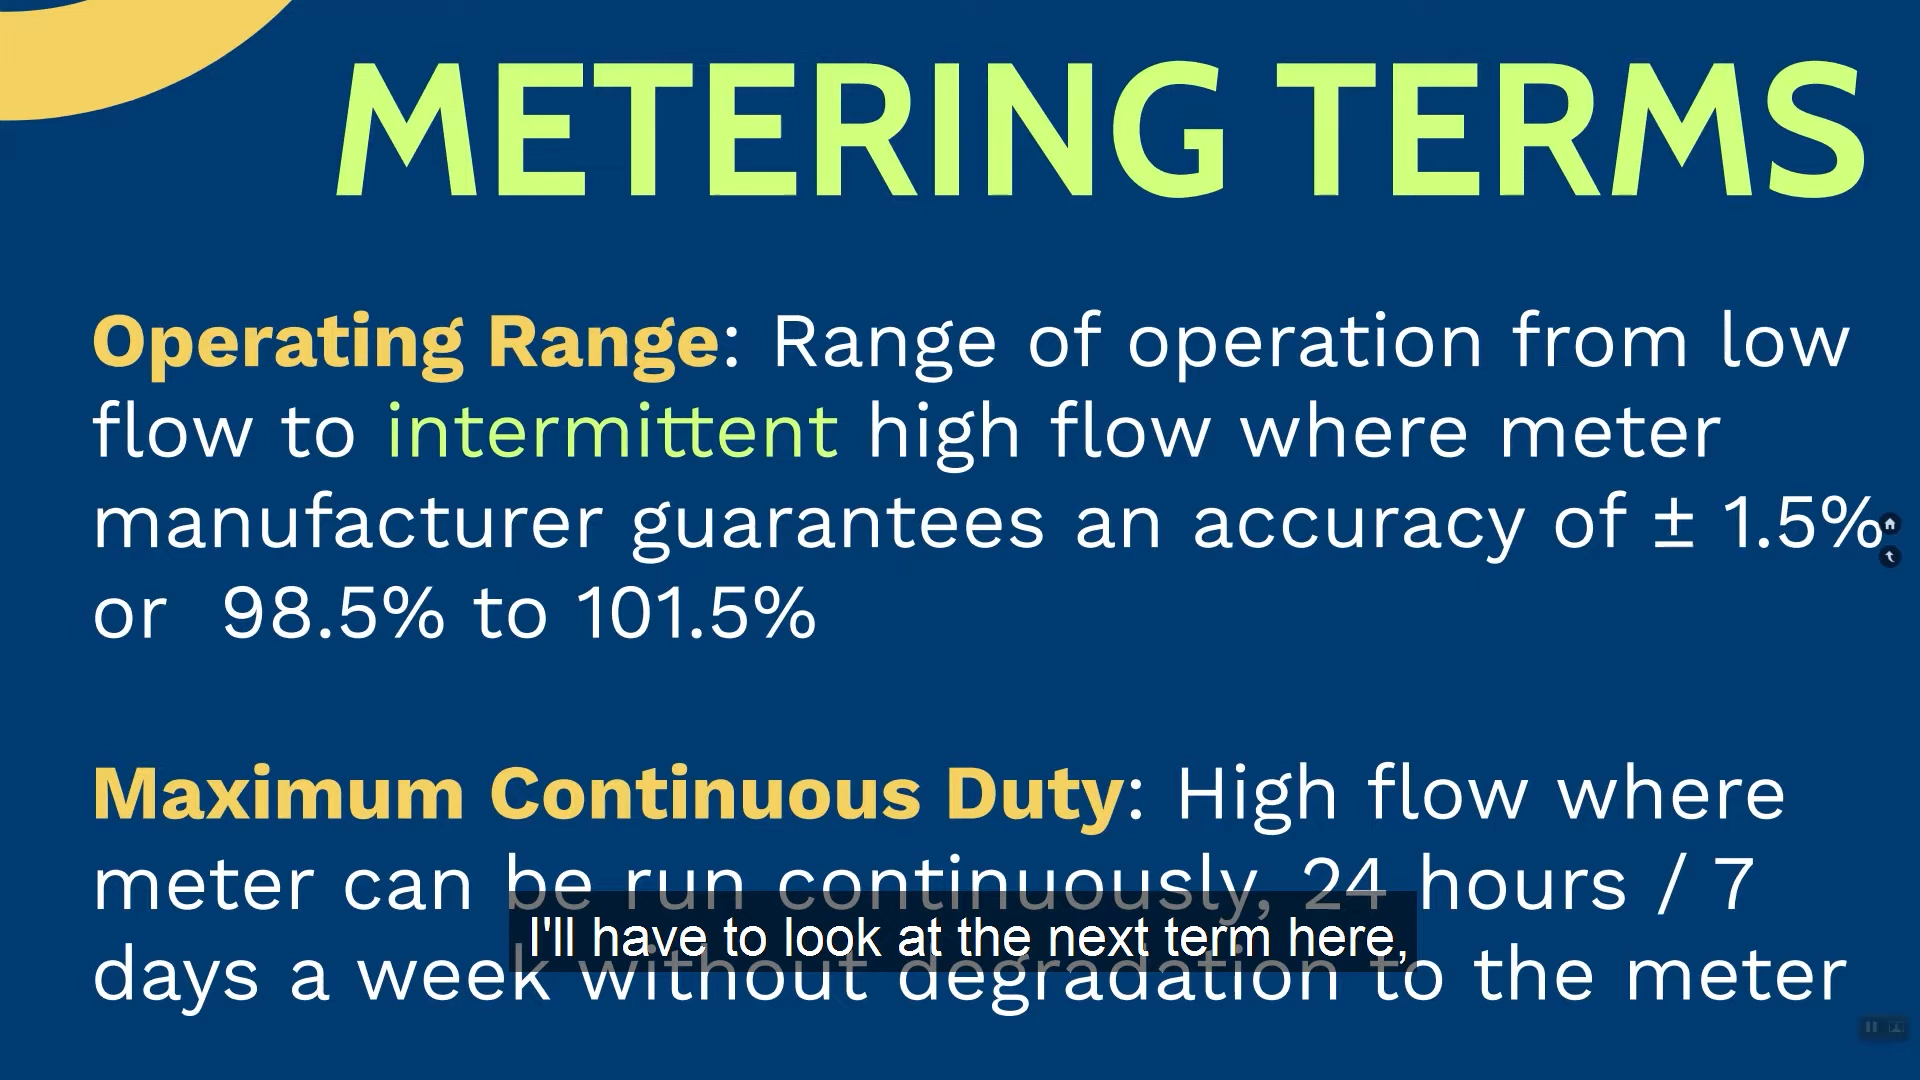 METERING TERMS
Operating Range: Range of operation from low
flow to intermittent high flow where meter
manufacturer guarantees an accuracy of ± 1.5%
or 98.5% to 101.5%
Maximum Continuous Duty: High flow where
meter can be run continuously, 24 hours / 7
I'll have to look at the next term here,
days a week without degradation to the meter